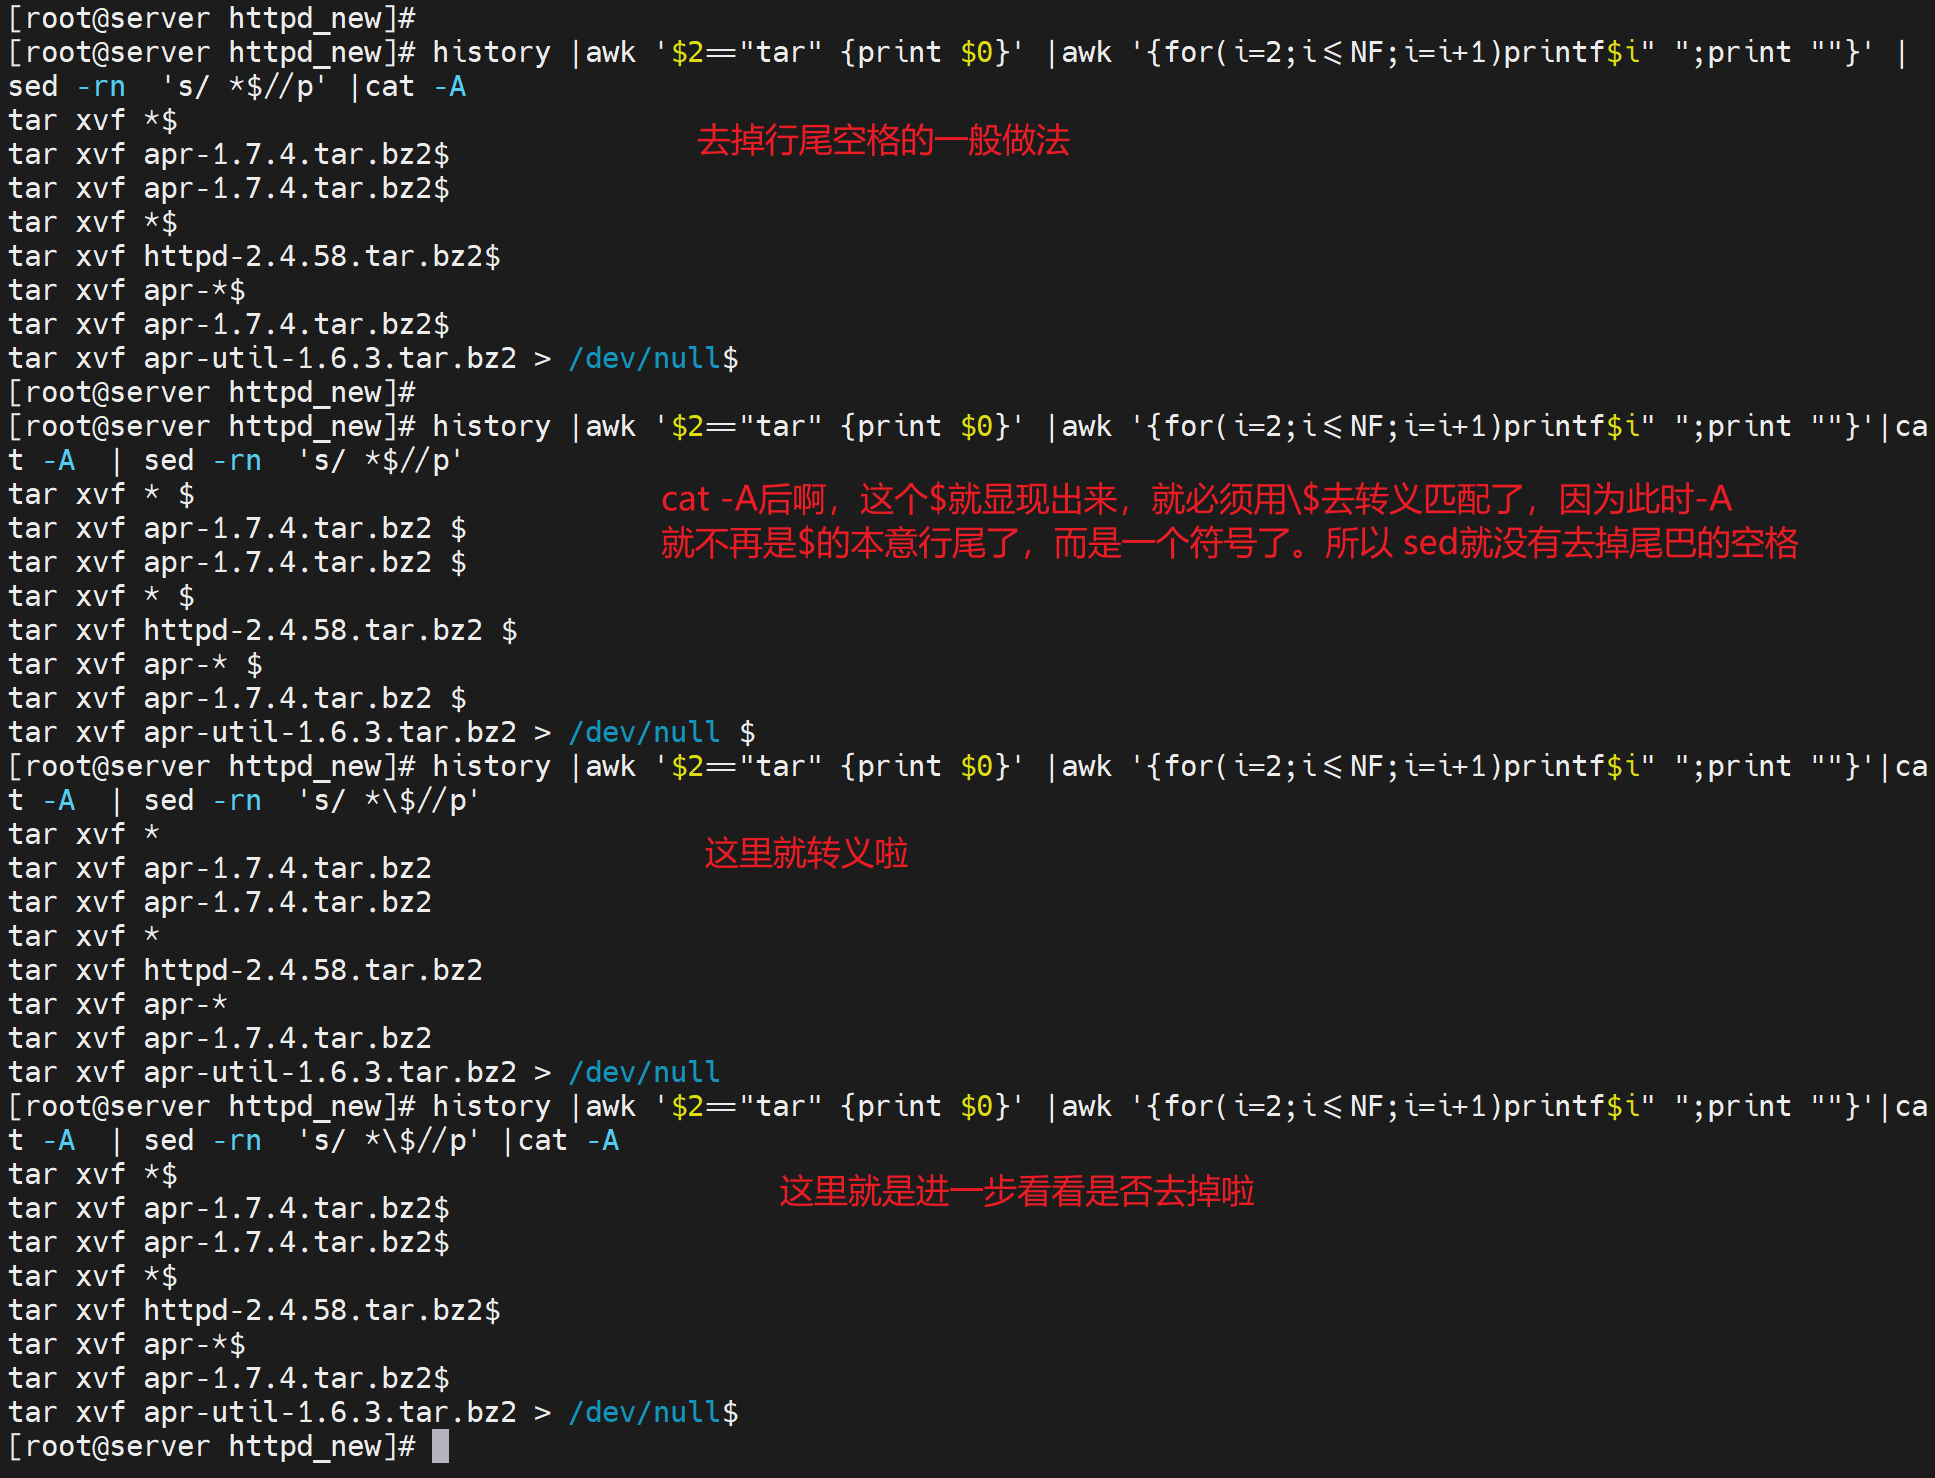 [root@server httpd_new]#
[root@server httpd_new]# history |awk '$2=="tar" {print $0}' |awk '{for(i=2;i<=NF;i=i+1)printf$i" ";print ""}' |
sed -rn  's/ *$//p' |cat -A
tar xvf *$
去掉行尾空格的一般做法
tar xvf apr-1.7.4.tar.bz2$
tar xvf apr-1.7.4.tar.bz2$
tar xvf *$
tar xvf httpd-2.4.58.tar.bz2$
tar xvf apr-*$
tar xvf apr-1.7.4.tar.bz2$
tar xvf apr-util-1.6.3.tar.bz2 > /dev/null$
[root@server httpd_new]#
[root@server httpd_new]# history |awk '$2=="tar" {print $0}' |awk '{for(i=2;i<=NF;i=i+1)printf$i" ";print ""}'|ca
t -A  | sed -rn  's/ *$//p'
tar xvf * $
cat -A后啊，这个$就显现出来，就必须用\$去转义匹配了，因为此时-A
tar xvf apr-1.7.4.tar.bz2 $
就不再是$的本意行尾了，而是一个符号了。所以 sed就没有去掉尾巴的空格
tar xvf apr-1.7.4.tar.bz2 $
tar xvf * $
tar xvf httpd-2.4.58.tar.bz2 $
tar xvf apr-* $
tar xvf apr-1.7.4.tar.bz2 $
tar xvf apr-util-1.6.3.tar.bz2 > /dev/null $
[root@server httpd_new]# history |awk '$2=="tar" {print $0}' |awk '{for(i=2;i<=NF;i=i+1)printf$i" ";print ""}'|ca
t -A  | sed -rn  's/ *\$//p'
tar xvf *
这里就转义啦
tar xvf apr-1.7.4.tar.bz2
tar xvf apr-1.7.4.tar.bz2
tar xvf *
tar xvf httpd-2.4.58.tar.bz2
tar xvf apr-*
tar xvf apr-1.7.4.tar.bz2
tar xvf apr-util-1.6.3.tar.bz2 > /dev/null
[root@server httpd_new]# history |awk '$2=="tar" {print $0}' |awk '{for(i=2;i<=NF;i=i+1)printf$i" ";print ""}'|ca
t -A  | sed -rn  's/ *\$//p' |cat -A
tar xvf *$
这里就是进一步看看是否去掉啦
tar xvf apr-1.7.4.tar.bz2$
tar xvf apr-1.7.4.tar.bz2$
tar xvf *$
tar xvf httpd-2.4.58.tar.bz2$
tar xvf apr-*$
tar xvf apr-1.7.4.tar.bz2$
tar xvf apr-util-1.6.3.tar.bz2 > /dev/null$
[root@server httpd_new]#